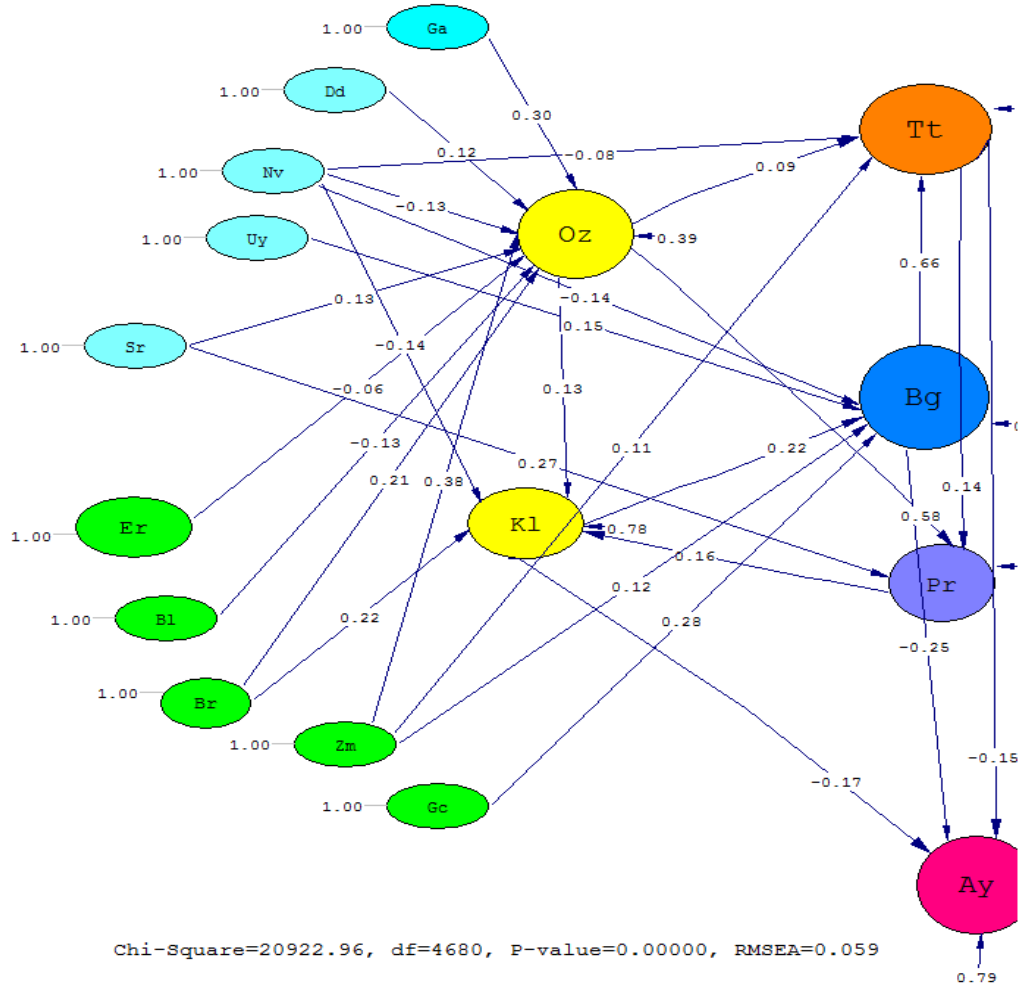 1.00 Ga
1.00 Dd
0.30
Tt
0.12
1.00 Nv
-0.08
0.09
-0.13
1.00 Uy
Oz
0.39
0.66
-0.14
0.13
0.15
1.00 Sr
-0.14
-0.06
0.13
Bg
-0.13
0.11
0.22
0.27
0.21
0.38
0.14
1.00 Er
Kl
0.78
0.58
0.16
Pr
0.12
1.00 Bl
0.22
0.28
-0.25
1.00 Br
1.00 Zm
-0.15
-0.17
1.00 Gc
Ay
Chi-Square=20922.96, df=4680, P-value=0.00000, RMSEA=0.059
0.79